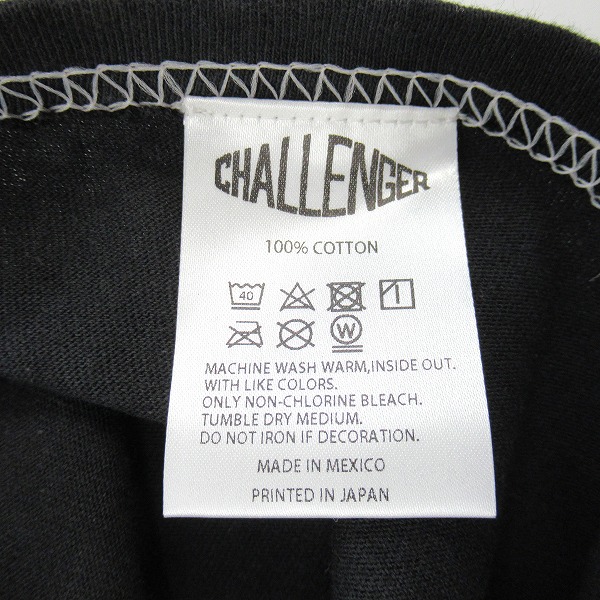 CHALLENGER
100% COTTON
40
W
MACHINE WASH WARM,INSIDE OUT.
WITH LIKE COLORS.
ONLY NON-CHLORINE BLEACH.
TUMBLE DRY MEDIUM.
DO NOT IRON IF DECORATION.
MADE IN MEXICO
PRINTED IN JAPAN